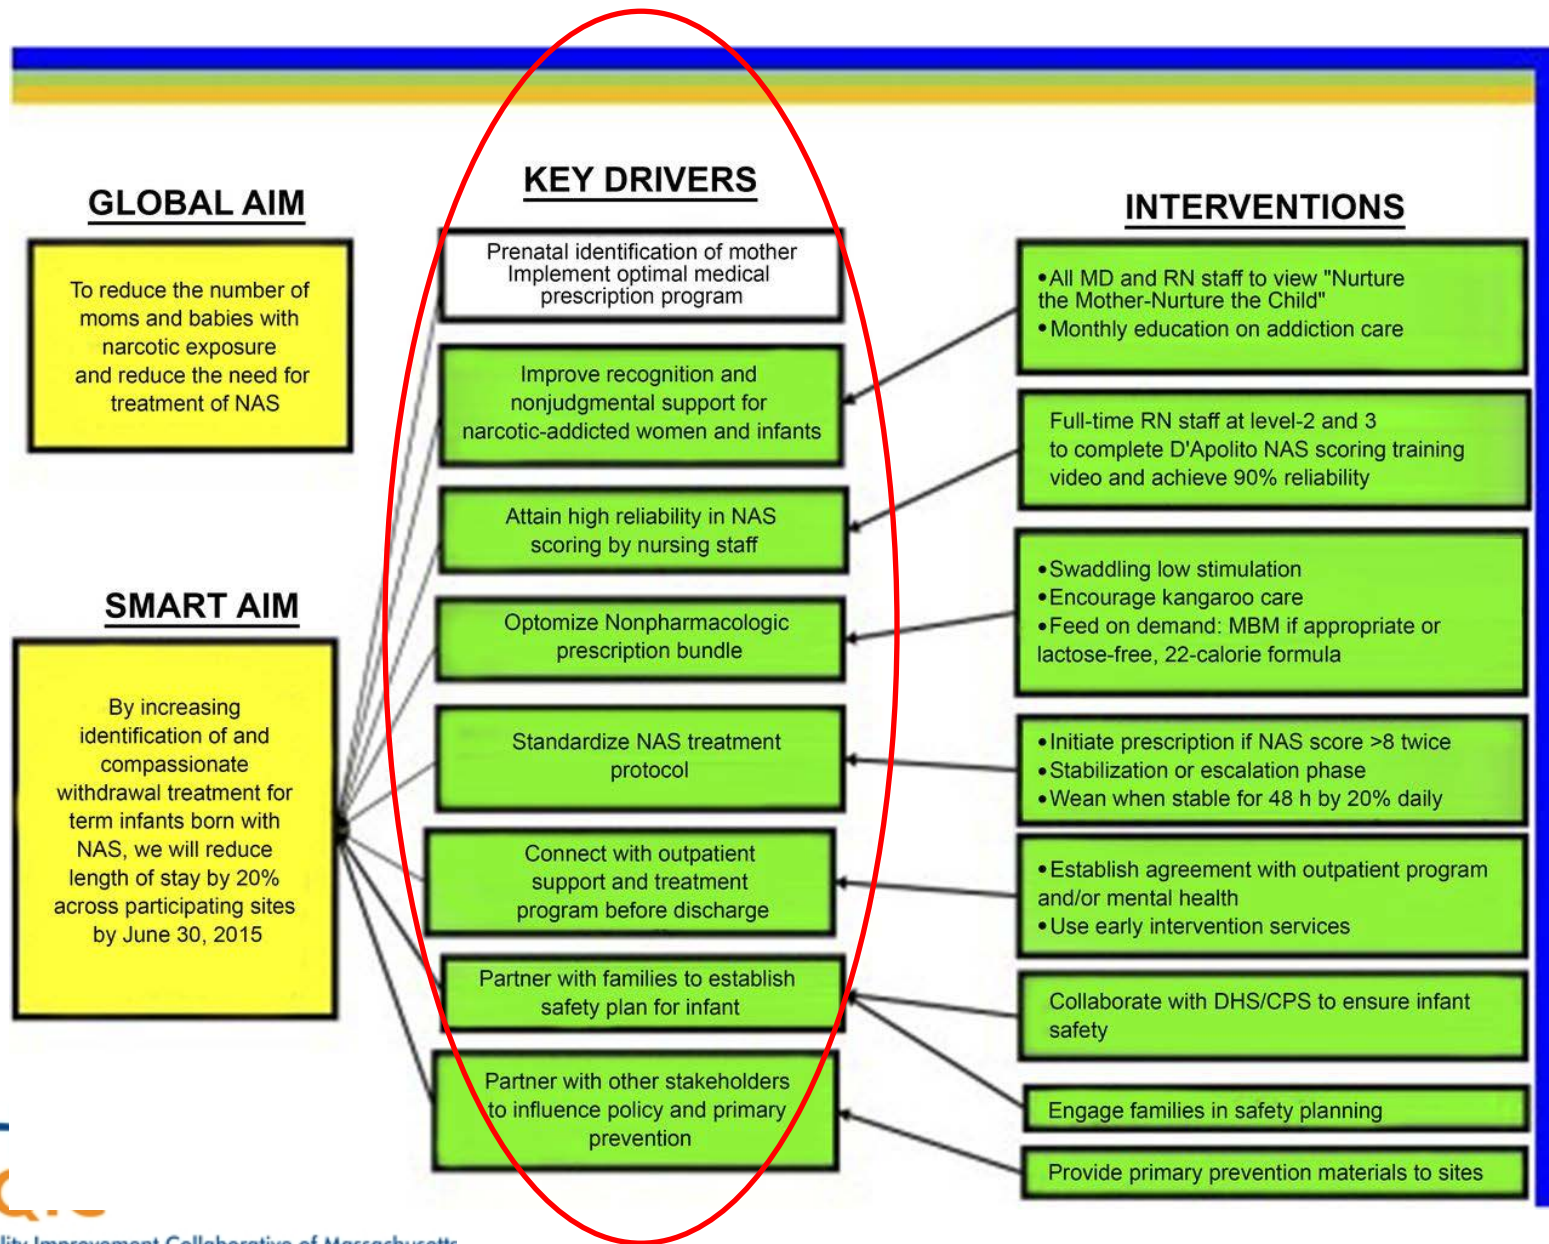 GLOBAL AIM
To reduce the number of
moms and babies with
narcotic exposure
and reduce the need for
treatment of NAS
SMART AIM
By increasing
identification of and
compassionate
withdrawal treatment for
term infants born with
NAS, we will reduce
length of stay by 20%
across participating sites
by June 30, 2015
KEY DRIVERS
Prenatal identification of mother
Implement optimal medical
prescription program
Improve recognition and
nonjudgmental support for
narcotic-addicted women and infants
Attain high reliability in NAS
scoring by nursing staff
Optomize Nonpharmacologic
prescription bundle
Standardize NAS treatment
protocol
Connect with outpatient
support and treatment
program before discharge
Partner with families to establish
safety plan for infant
Partner with other stakeholders
to influence policy and primary
prevention
INTERVENTIONS
•All MD and RN staff to view "Nurture
the Mother-Nurture the Child"
•Monthly education on addiction care
Full-time RN staff at level-2 and 3
to complete D'Apolito NAS scoring training
video and achieve 90% reliability
•Swaddling low stimulation
•Encourage kangaroo care
•Feed on demand: MBM if appropriate or
lactose-free, 22-calorie formula
•Initiate prescription if NAS score >8 twice
•Stabilization or escalation phase
•Wean when stable for 48 h by 20% daily
•Establish agreement with outpatient program
and/or mental health
•Use early intervention services
Collaborate with DHS/CPS to ensure infant
safety
Engage families in safety planning
Provide primary prevention materials to sites
Improvement Collaborative of Massachusetts